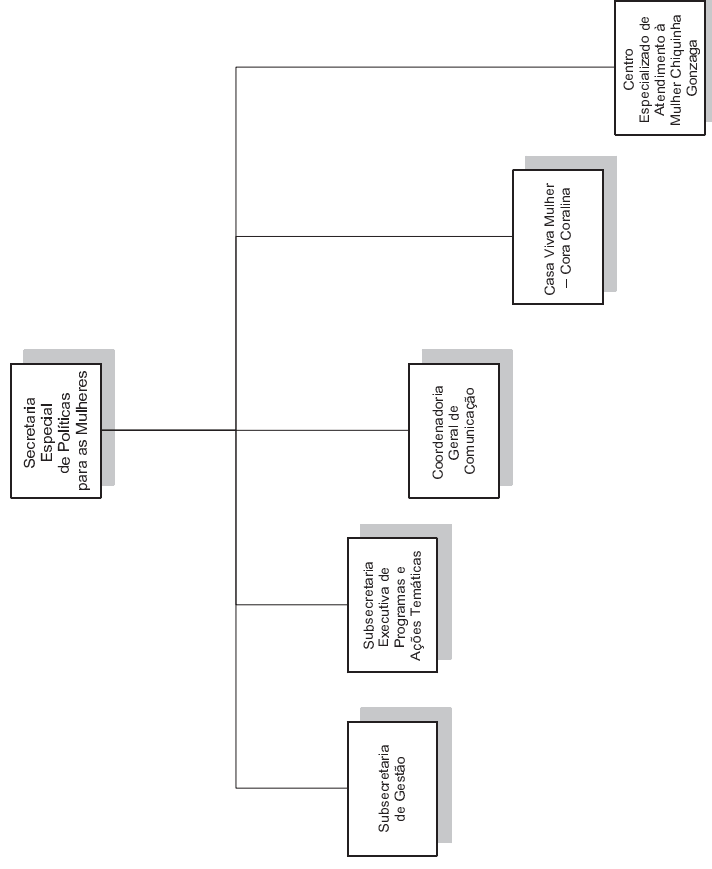 Secretaria
Especial
de Políticas
para as Mulheres
Subsecretaria
de Gestão
Subsecretaria
Executiva de
Programas e
Ações Temáticas
Coordenadoria
Geral de
Comunicação
Casa Viva Mulher
– Cora Coralina
Centro
Especializado de
Atendimento à
Mulher Chiquinha
Gonzaga